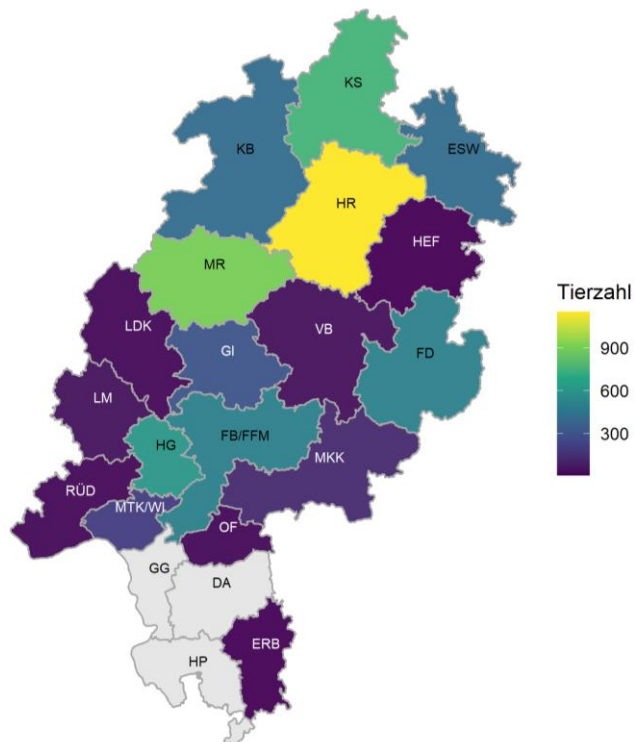 KS
KB
ESW
HR
HEF
MR
Tierzahl
LDK
VB
GI
FD
900
600
300
LM
HG
FB/FFM
MKK
RÜD
MTK/WI
OF
GG
DA
ERB
HP